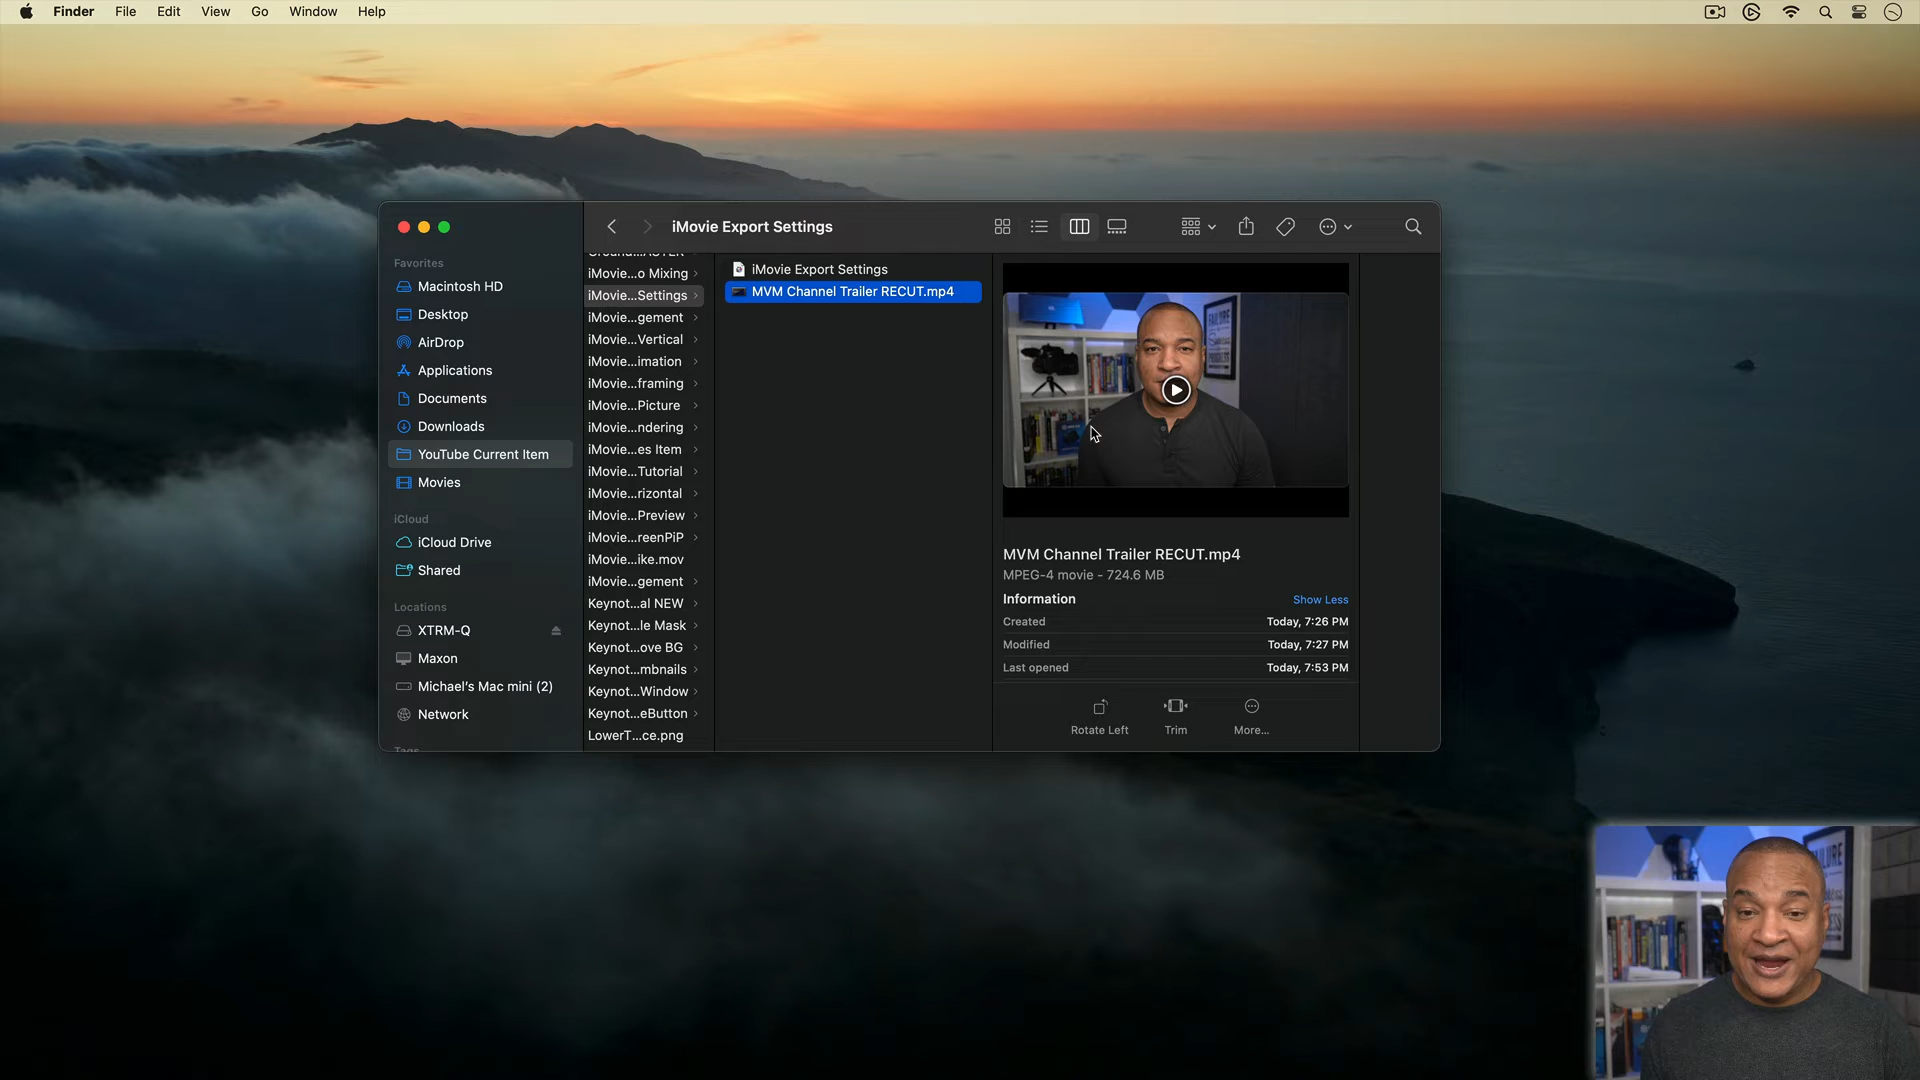 Finder File Edit View Go Window Help
iMovie Export Settings
Favorites
Macintosh HD
Desktop
AirDrop
Applications
Documents
Downloads
YouTube Current Item
Movies
iCloud
iCloud Drive
Shared
Locations
XTRM-Q
Maxon
Michael's Mac mini (2)
Network
Tags
iMovie...o Mixing
iMovie...Settings
iMovie...gement
iMovie...Vertical
iMovie...imation
iMovie...framing
iMovie...Picture
iMovie...ndering
iMovie...es Item
iMovie...Tutorial
iMovie...rizontal
iMovie...Preview
iMovie...reenPiP
iMovie...ike.mov
iMovie...gement
Keynot...al NEW
Keynot...le Mask
Keynot...ove BG
Keynot...mbnails
Keynot...Window
Keynot...eButton
LowerT...ce.png
iMovie Export Settings
MVM Channel Trailer RECUT.mp4
FAILURE
MVM Channel Trailer RECUT.mp4
MPEG-4 movie - 724.6 MB
Information Show Less
Created Today, 7:26 PM
Modified Today, 7:27 PM
Last opened Today, 7:53 PM
Rotate Left Trim More...